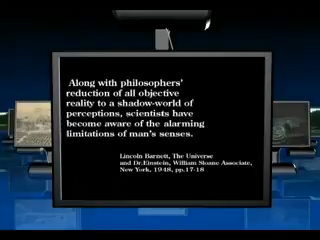 Along with philosophers'
reduction of all objective
reality to a shadow-world of
perceptions, scientists have
become aware of the alarming
limitations of man's senses.
Lincoln Barnett, The Universe
and Dr.Einstein, William Sloane Associate,
New York, 1948, pp.17-18